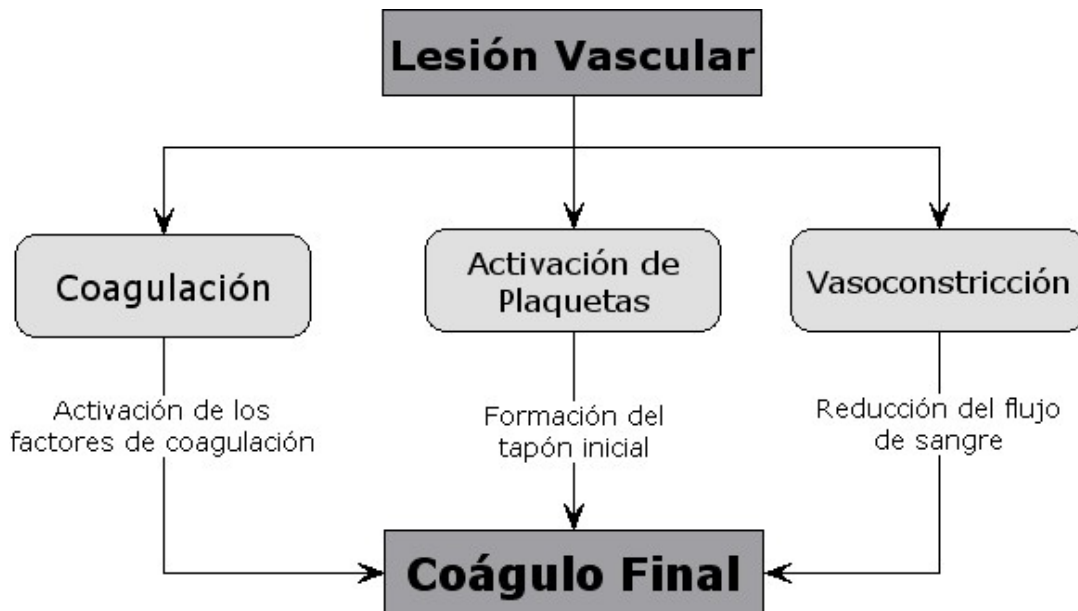 Lesión Vascular
Coagulación
Activación de
Plaquetas
Vasoconstricción
Activación de los
factores de coagulación
Formación del
tapón inicial
Reducción del flujo
de sangre
Coágulo Final